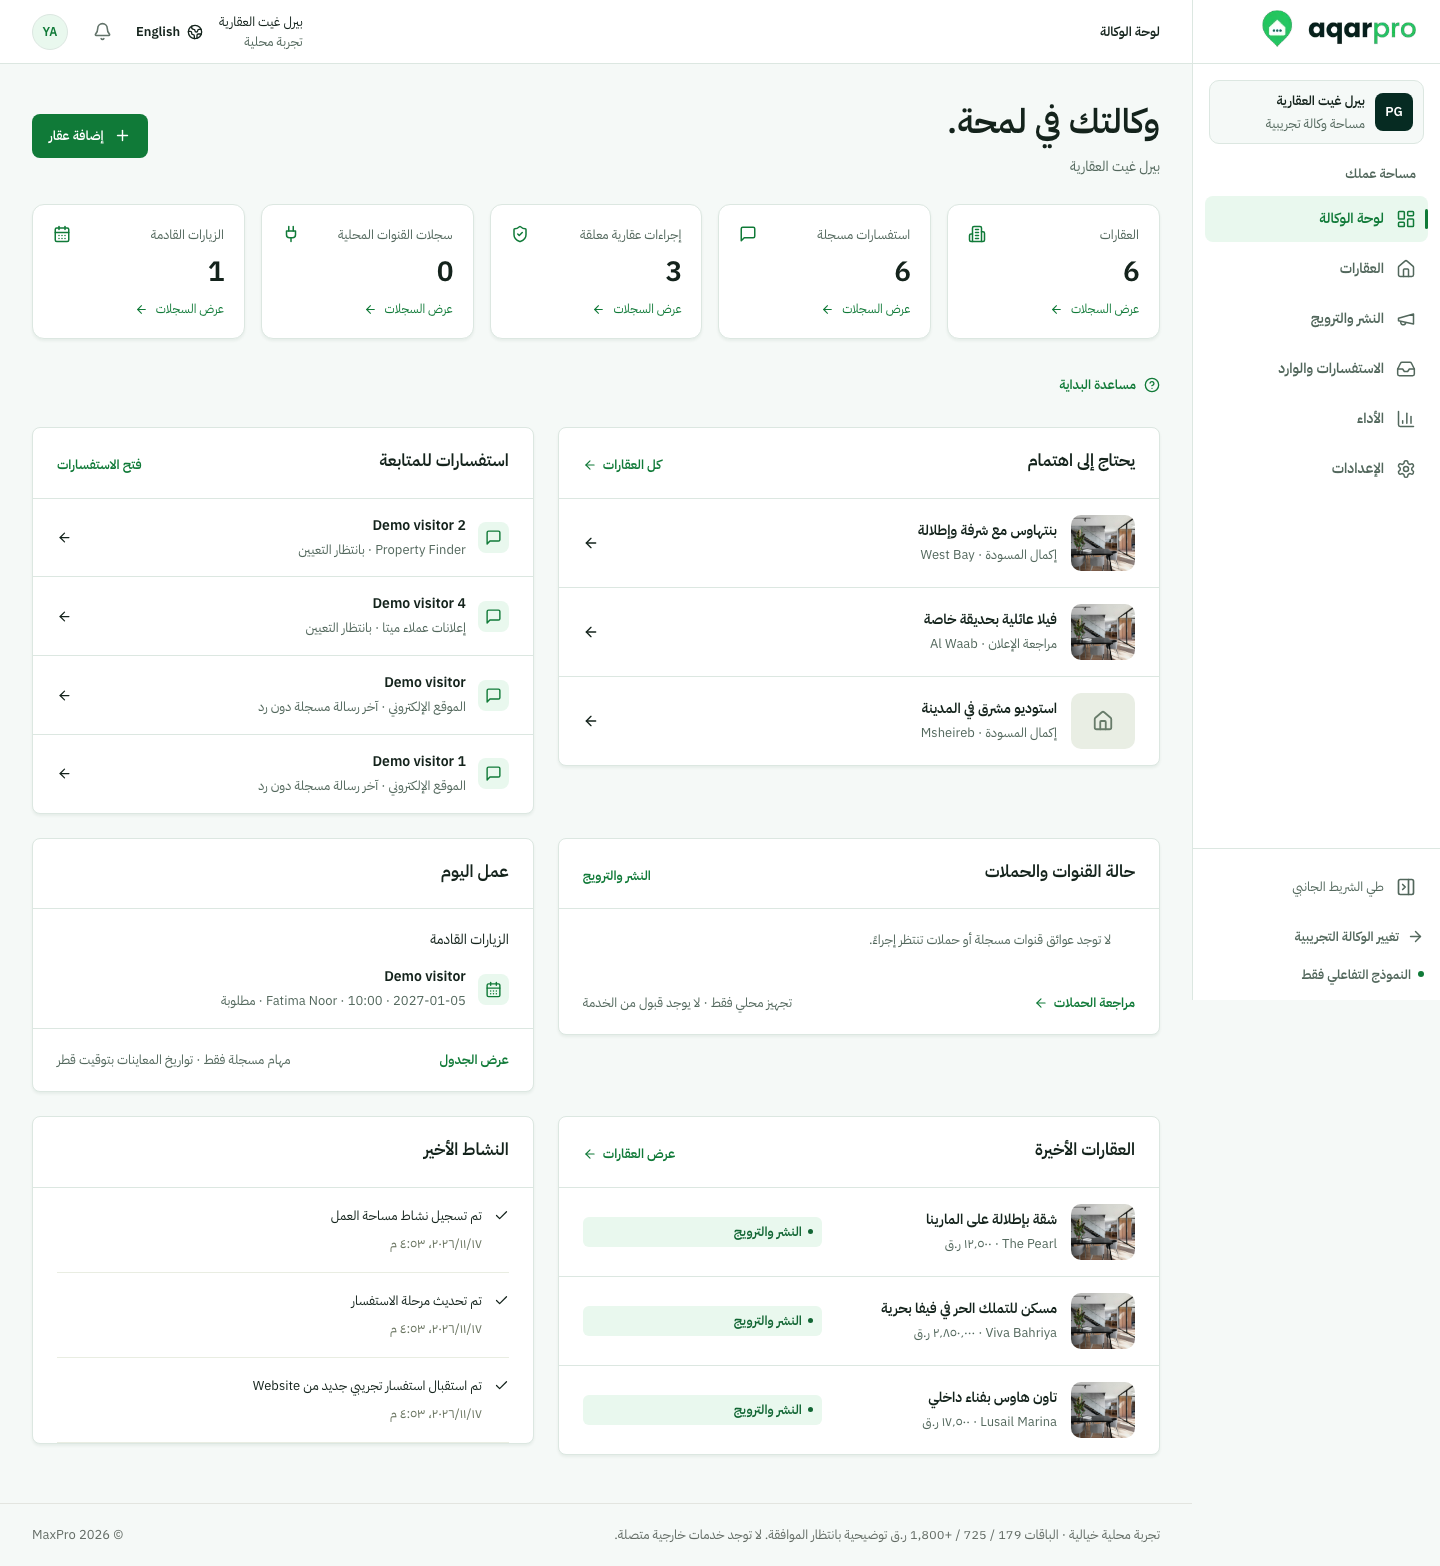 aqarpro
لوحة الوكالة
بيرل غيت العقارية
تجربة محلية
English
YA
PG
بيرل غيت العقارية
مساحة وكالة تجريبية
مساحة عملك
لوحة الوكالة
العقارات
النشر والترويج
الاستفسارات والوارد
الأداء
الإعدادات
طي الشريط الجانبي
تغيير الوكالة التجريبية
النموذج التفاعلي فقط
وكالتك في لمحة.
بيرل غيت العقارية
إضافة عقار
العقارات
6
عرض السجلات
استفسارات مسجلة
6
عرض السجلات
إجراءات عقارية معلقة
3
عرض السجلات
سجلات القنوات المحلية
0
عرض السجلات
الزيارات القادمة
1
عرض السجلات
مساعدة البداية
يحتاج إلى اهتمام
كل العقارات
بنتهاوس مع شرفة وإطلالة
إكمال المسودة · West Bay
فيلا عائلية بحديقة خاصة
مراجعة الإعلان · Al Waab
استوديو مشرق في المدينة
إكمال المسودة · Msheireb
استفسارات للمتابعة
فتح الاستفسارات
Demo visitor 2
Property Finder · بانتظار التعيين
Demo visitor 4
إعلانات عملاء ميتا · بانتظار التعيين
Demo visitor
الموقع الإلكتروني · آخر رسالة مسجلة دون رد
Demo visitor 1
الموقع الإلكتروني · آخر رسالة مسجلة دون رد
حالة القنوات والحملات
النشر والترويج
لا توجد عوائق قنوات مسجلة أو حملات تنتظر إجراءً.
مراجعة الحملات
تجهيز محلي فقط · لا يوجد قبول من الخدمة
عمل اليوم
الزيارات القادمة
Demo visitor
2027-01-05 · 10:00 · Fatima Noor · مطلوبة
عرض الجدول
مهام مسجلة فقط · تواريخ المعاينات بتوقيت قطر
العقارات الأخيرة
عرض العقارات
شقة بإطلالة على المارينا
The Pearl · ١٢,٥٠٠ ر.ق
النشر والترويج
مسكن للتملك الحر في فيفا بحرية
Viva Bahriya · ٢,٨٥٠,٠٠٠ ر.ق
النشر والترويج
تاون هاوس بفناء داخلي
Lusail Marina · ١٧,٥٠٠ ر.ق
النشر والترويج
النشاط الأخير
تم تسجيل نشاط مساحة العمل
٢٠٢٦/١١/١٧، ٤:٥٣ م
تم تحديث مرحلة الاستفسار
٢٠٢٦/١١/١٧، ٤:٥٣ م
تم استقبال استفسار تجريبي جديد من Website
٢٠٢٦/١١/١٧، ٤:٥٣ م
تجربة محلية خيالية · الباقات 179 / 725 / +1,800 ر.ق توضيحية بانتظار الموافقة. لا توجد خدمات خارجية متصلة.
© 2026 MaxPro